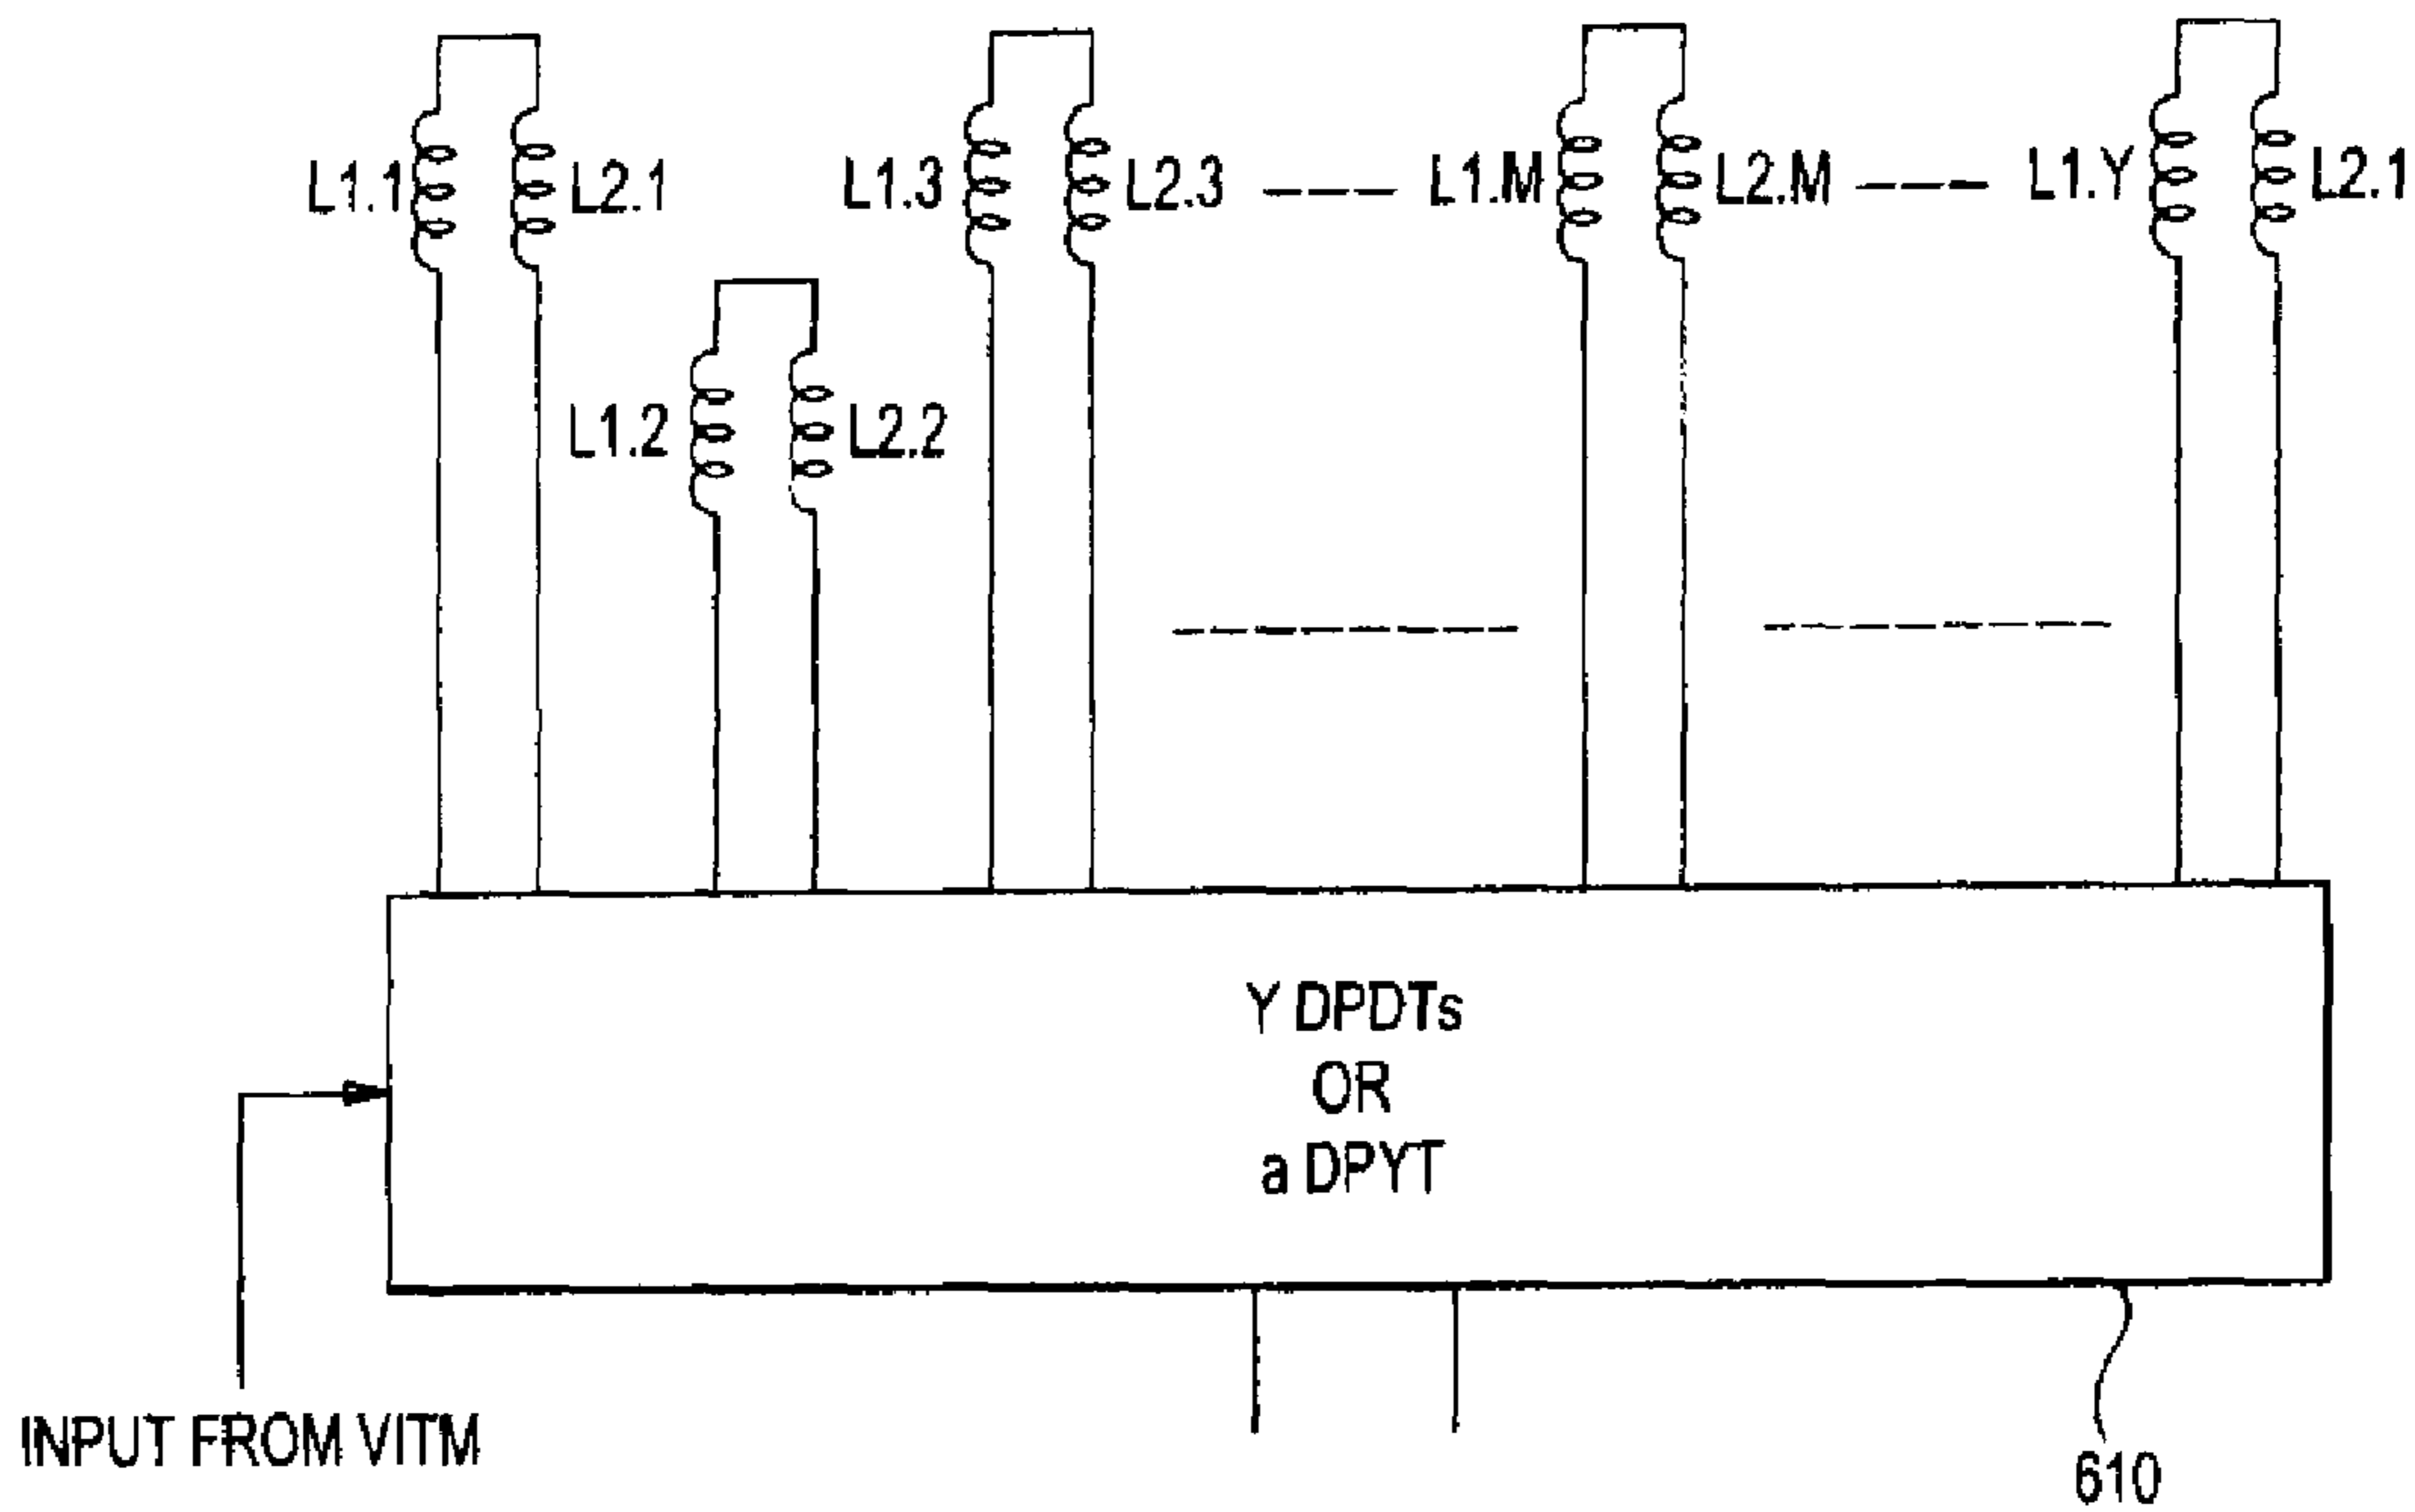 L1.1
L2.1
L1.3
L2.3
L1.M
L2.M
L1.Y
L2.1
L1.2
L2.2
Y DPDTs
OR
a DPYT
INPUT FROM VITM
610